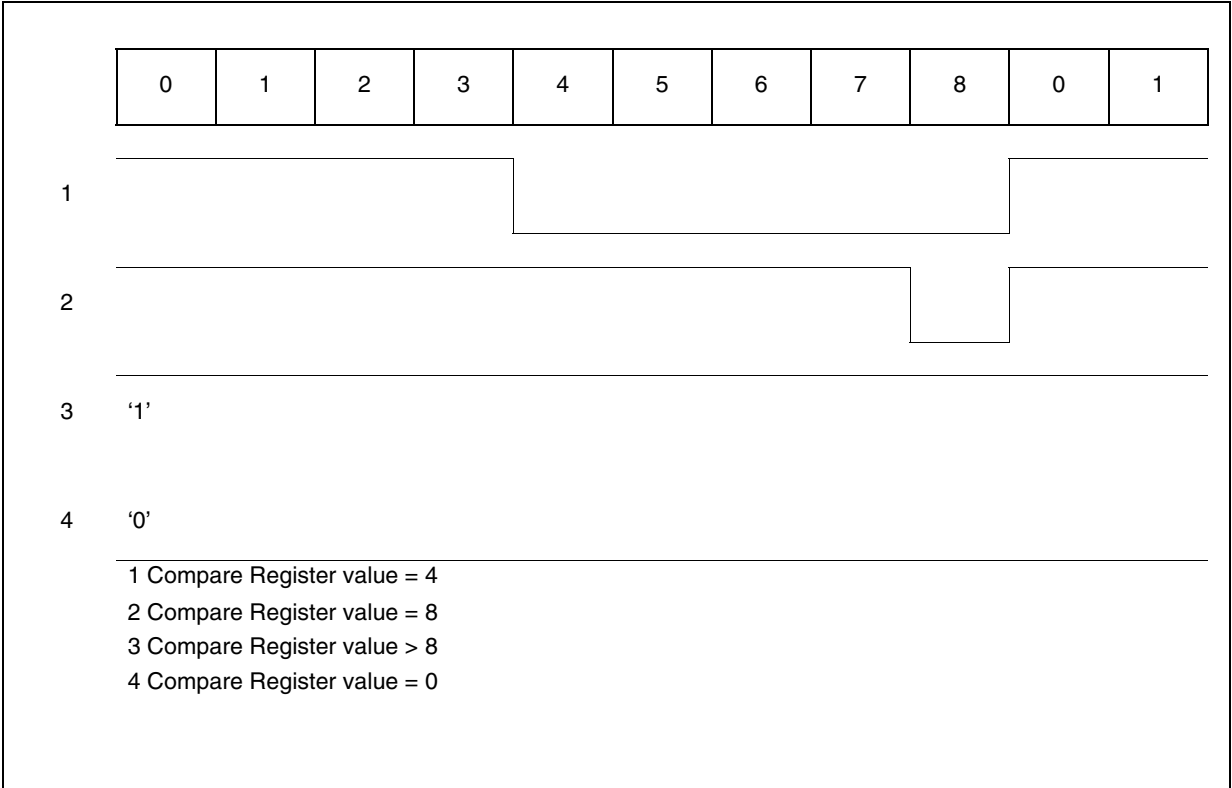 0 1 2 3 4 5 6 7 8 0 1
1
2
3 ‘1’
4 ‘0’
1 Compare Register value = 4
2 Compare Register value = 8
3 Compare Register value > 8
4 Compare Register value = 0